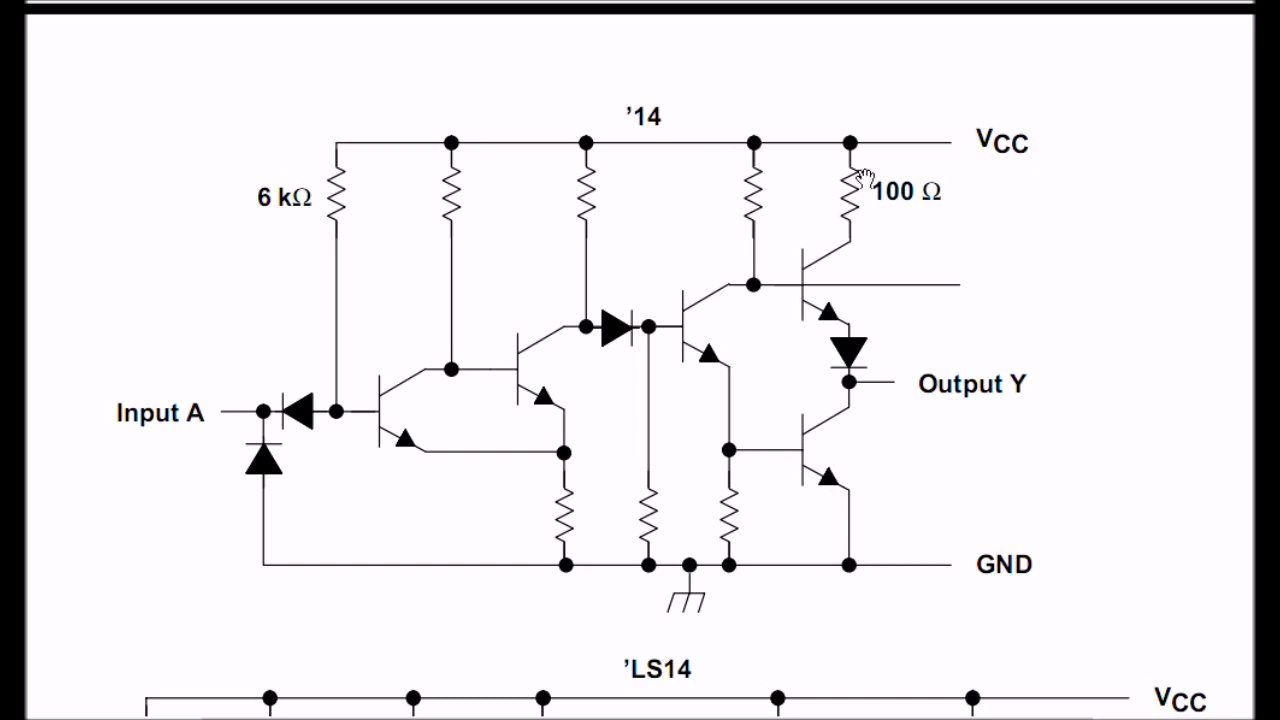 ’14
VCC
6 kΩ
100 Ω
Input A
Output Y
GND
’LS14
VCC